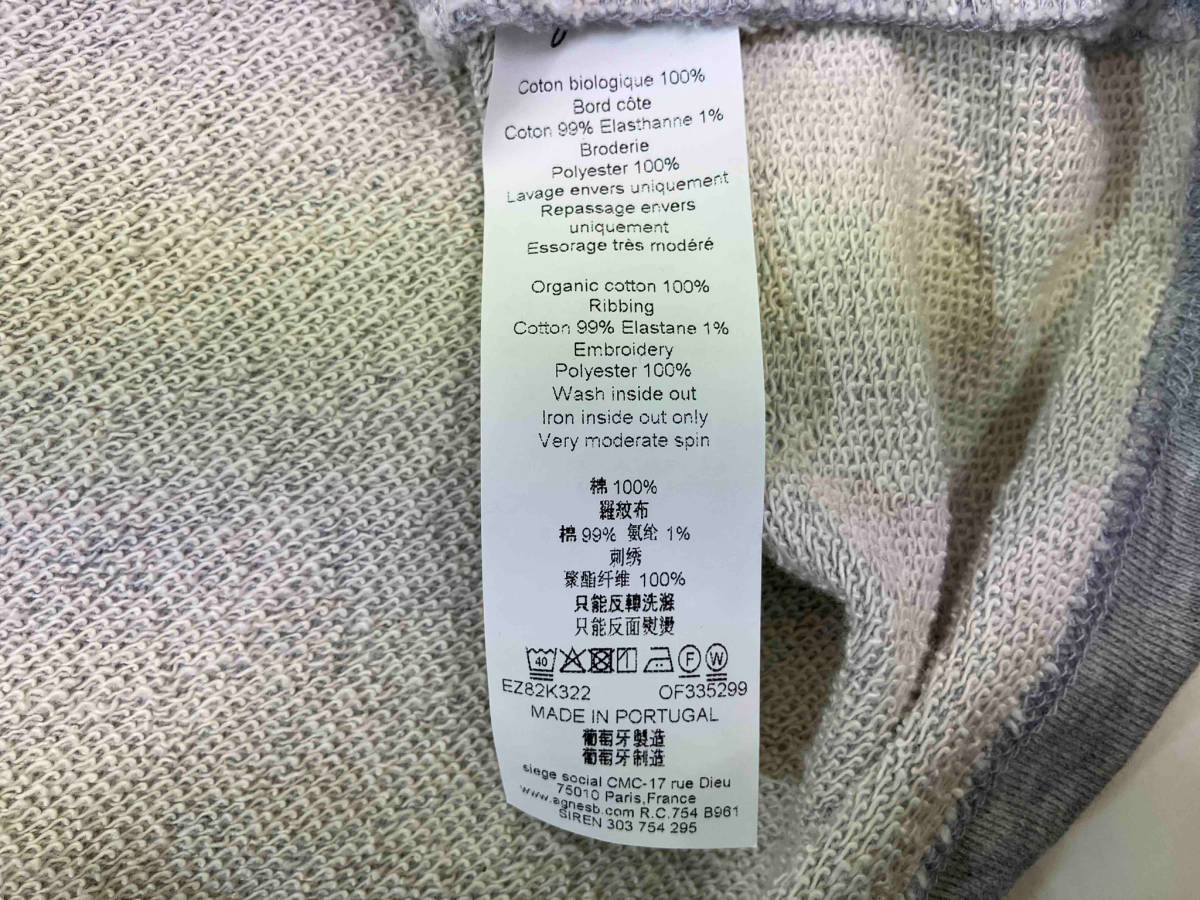 Coton biologique 100%
Bord côte
Coton 99% Elasthanne 1%
Broderie
Polyester 100%
Lavage envers uniquement
Repassage envers
uniquement
Essorage très modéré
Organic cotton 100%
Ribbing
Cotton 99% Elastane 1%
Embroidery
Polyester 100%
Wash inside out
Iron inside out only
Very moderate spin
棉 100%
羅紋布
棉 99% 氨纶 1%
刺绣
聚酯纤维 100%
只能反轉洗滌
只能反面熨燙
40 F W
EZ82K322 OF335299
MADE IN PORTUGAL
葡萄牙製造
葡萄牙制造
siege social CMC-17 rue Dieu
75010 Paris,France
www.agnesb.com R.C.754 B961
SIREN 303 754 295